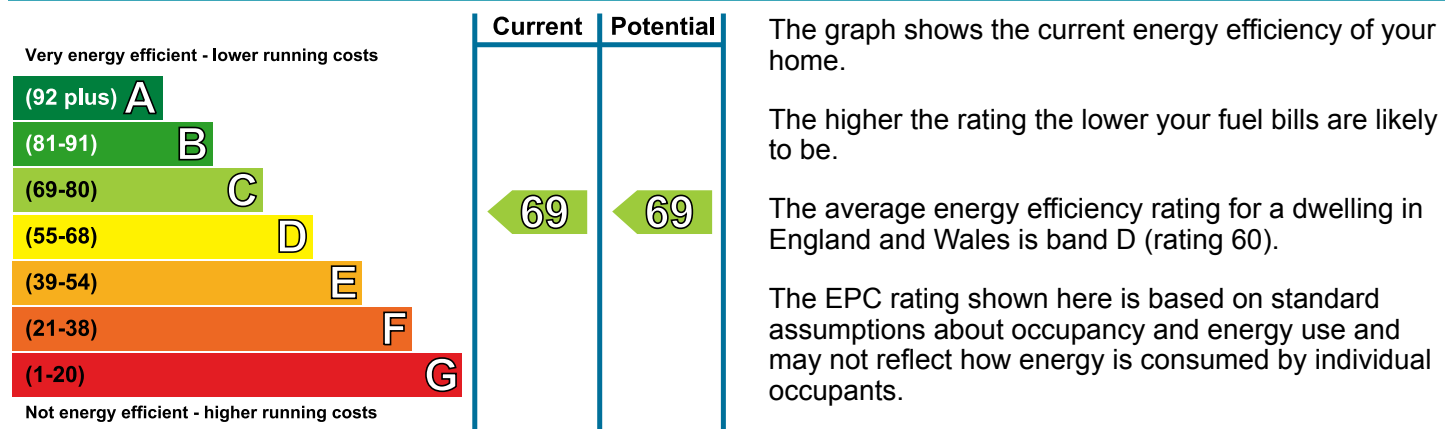 Current Potential
Very energy efficient - lower running costs
(92 plus) A
(81-91) B
(69-80) C
(55-68) D
(39-54) E
(21-38) F
(1-20) G
Not energy efficient - higher running costs
69 69
The graph shows the current energy efficiency of your
home.
The higher the rating the lower your fuel bills are likely
to be.
The average energy efficiency rating for a dwelling in
England and Wales is band D (rating 60).
The EPC rating shown here is based on standard
assumptions about occupancy and energy use and
may not reflect how energy is consumed by individual
occupants.